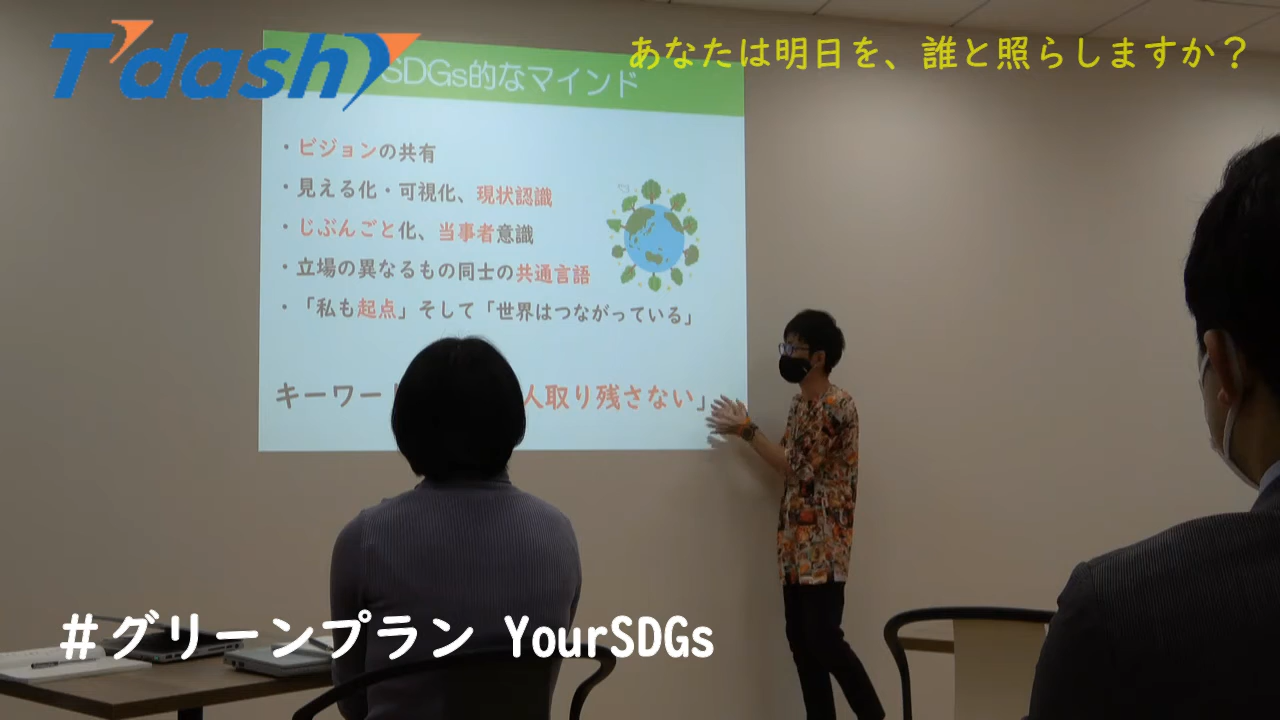 T'dash
あなたは明日を、誰と照らしますか？
SDGs的なマインド
・ビジョンの共有
・見える化・可視化、現状認識
・じぶんごと化、当事者意識
・立場の異なるもの同士の共通言語
・「私も起点」そして「世界はつながっている」
キーワー 人取り残さない」
＃グリーンプラン YourSDGs